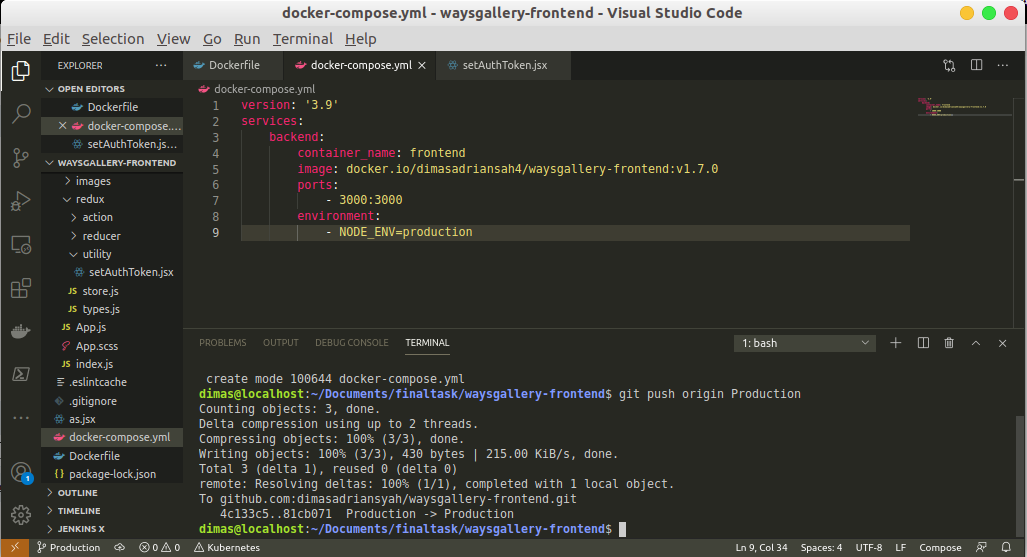 docker-compose.yml - waysgallery-frontend - Visual Studio Code
File Edit Selection View Go Run Terminal Help
EXPLORER
Dockerfile
docker-compose.yml
setAuthToken.jsx
OPEN EDITORS
Dockerfile
docker-compose....
setAuthToken.js...
WAYSGALLERY-FRONTEND
images
redux
action
reducer
utility
setAuthToken.jsx
JS store.js
JS types.js
JS App.js
App.scss
JS index.js
.eslintcache
.gitignore
as.jsx
docker-compose.yml
Dockerfile
{} package-lock.json
OUTLINE
TIMELINE
JENKINS X
1
docker-compose.yml
1 version: '3.9'
2 services:
3 backend:
4 container_name: frontend
5 image: docker.io/dimasadriansah4/waysgallery-frontend:v1.7.0
6 ports:
7 - 3000:3000
8 environment:
9 - NODE_ENV=production
PROBLEMS OUTPUT DEBUG CONSOLE TERMINAL
1: bash
create mode 100644 docker-compose.yml
dimas@localhost:~/Documents/finaltask/waysgallery-frontend$ git push origin Production
Counting objects: 3, done.
Delta compression using up to 2 threads.
Compressing objects: 100% (3/3), done.
Writing objects: 100% (3/3), 430 bytes | 215.00 KiB/s, done.
Total 3 (delta 1), reused 0 (delta 0)
remote: Resolving deltas: 100% (1/1), completed with 1 local object.
To github.com:dimasadriansyah/waysgallery-frontend.git
4c133c5..81cb071 Production -> Production
dimas@localhost:~/Documents/finaltask/waysgallery-frontend$
Production 0 0 Kubernetes Ln 9, Col 34 Spaces: 4 UTF-8 LF Compose